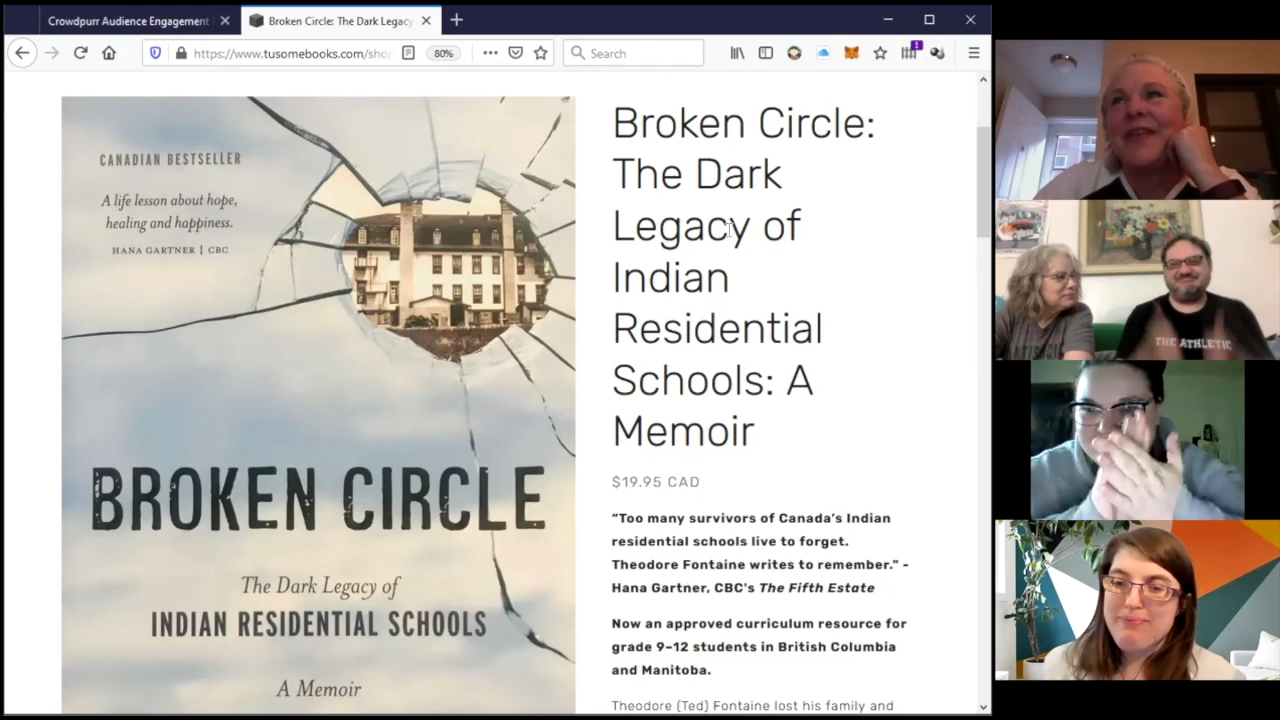 Crowdpurr Audience Engagement
Broken Circle: The Dark Legacy
https://www.tusomebooks.com/sho
80%
Search
1
CANADIAN BESTSELLER
A life lesson about hope,
healing and happiness.
HANA GARTNER | CBC
BROKEN CIRCLE
The Dark Legacy of
INDIAN RESIDENTIAL SCHOOLS
A Memoir
Broken Circle:
The Dark
Legacy of
Indian
Residential
Schools: A
Memoir
$19.95 CAD
“Too many survivors of Canada’s Indian
residential schools live to forget.
Theodore Fontaine writes to remember." -
Hana Gartner, CBC's The Fifth Estate
Now an approved curriculum resource for
grade 9–12 students in British Columbia
and Manitoba.
Theodore (Ted) Fontaine lost his family and
THE ATHLETIC